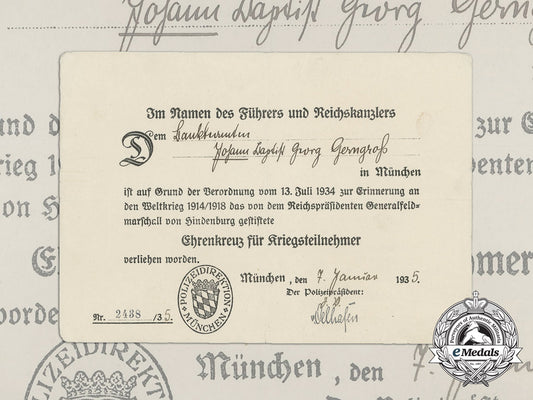 Im Namen des Führers und Reichskanzlers
Dem Bankbeamten
Johann Baptist Georg Gerngroß
in München
ist auf Grund der Verordnung vom 13. Juli 1934 zur Erinnerung an
den Weltkrieg 1914/1918 das von dem Reichspräsidenten Generalfeld-
marschall von Hindenburg gestiftete
Ehrenkreuz für Kriegsteilnehmer
verliehen worden.
München, den 7. Januar 1935.
Der Polizeipräsident:
POLIZEIDIREKTION MÜNCHEN
Nr. 2438 /35.
eMedals